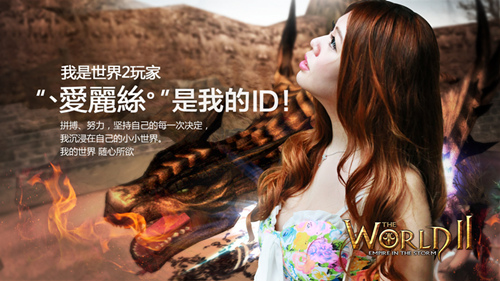 我是世界2玩家
“、愛麗絲°”是我的ID！
拼搏、努力，坚持自己的每一次决定，
我沉浸在自己的小小世界。
我的世界 随心所欲
THE
WORLD II
EMPIRE IN THE STORM